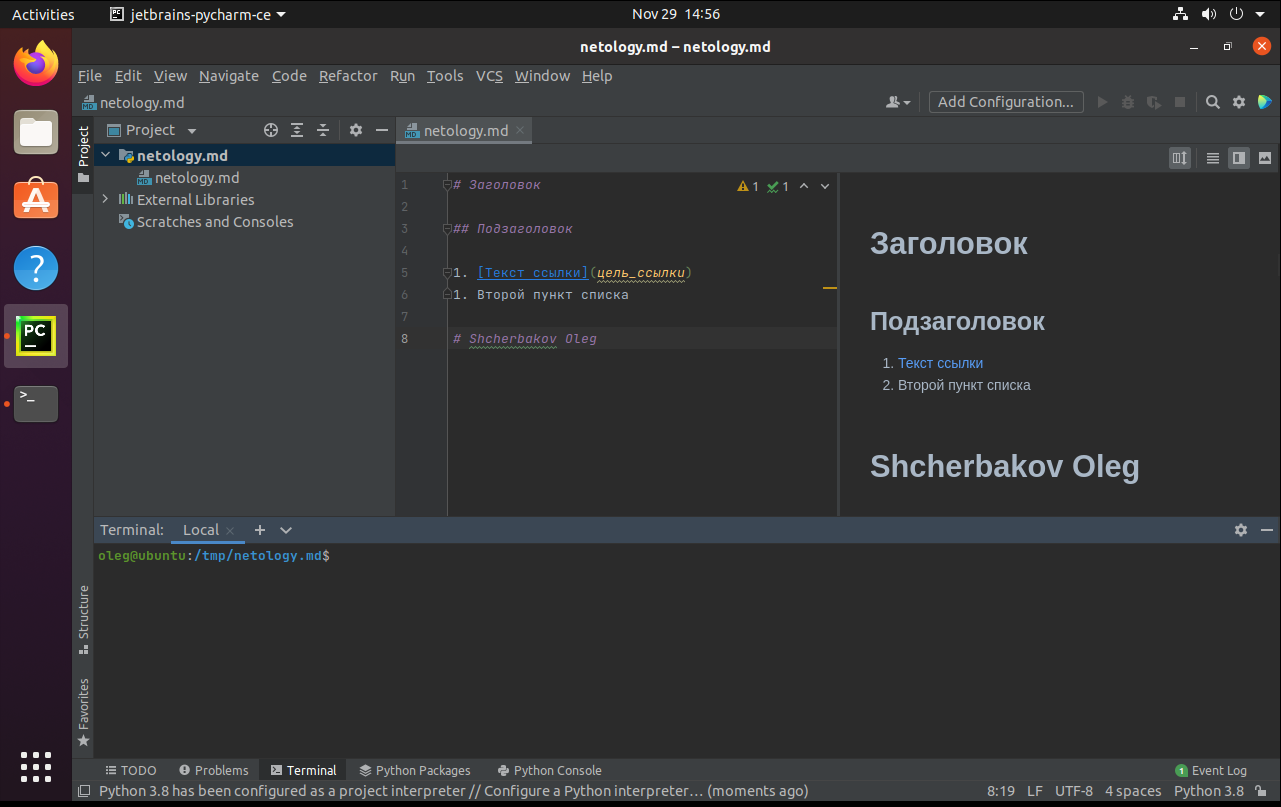 Activities jetbrains-pycharm-ce Nov 29 14:56
netology.md – netology.md
File Edit View Navigate Code Refactor Run Tools VCS Window Help
netology.md Add Configuration...
Project
Project
netology.md
netology.md
netology.md
External Libraries
Scratches and Consoles
1 # Заголовок
1 1
2
3 ## Подзаголовок
4
5 1. [Текст ссылки](цель_ссылки)
6 1. Второй пункт списка
7
8 # Shcherbakov Oleg
Заголовок
Подзаголовок
1. Текст ссылки
2. Второй пункт списка
Shcherbakov Oleg
PC
>_
Terminal: Local
oleg@ubuntu:/tmp/netology.md$
Structure
Favorites
TODO Problems Terminal Python Packages Python Console 1 Event Log
Python 3.8 has been configured as a project interpreter // Configure a Python interpreter… (moments ago) 8:19 LF UTF-8 4 spaces Python 3.8